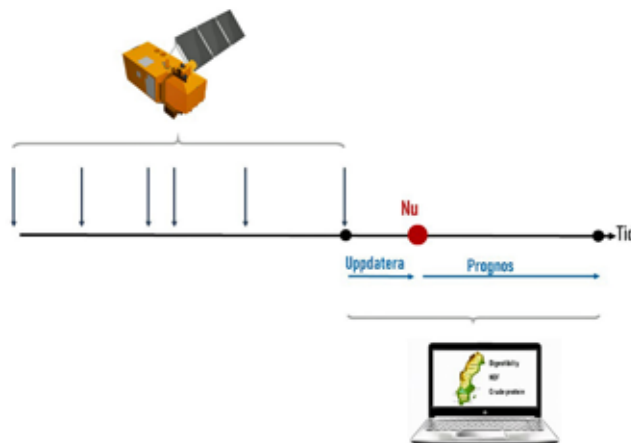 Nu
Tid
Uppdatera
Prognos
Digestibility
NDF
Crude protein